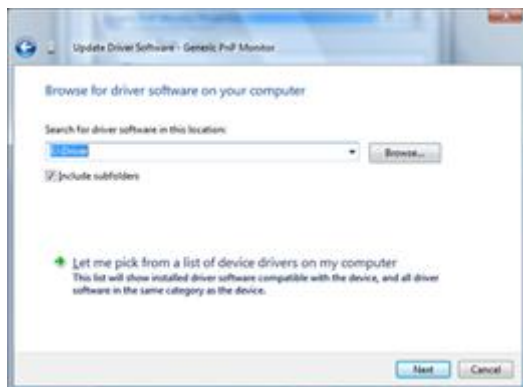 Update Driver Software - Generic PnP Monitor
Browse for driver software on your computer
Search for driver software in this location:
Browse...
Include subfolders
Let me pick from a list of device drivers on my computer
This list will show installed driver software compatible with the device, and all driver
software in the same category as the device.
Next
Cancel